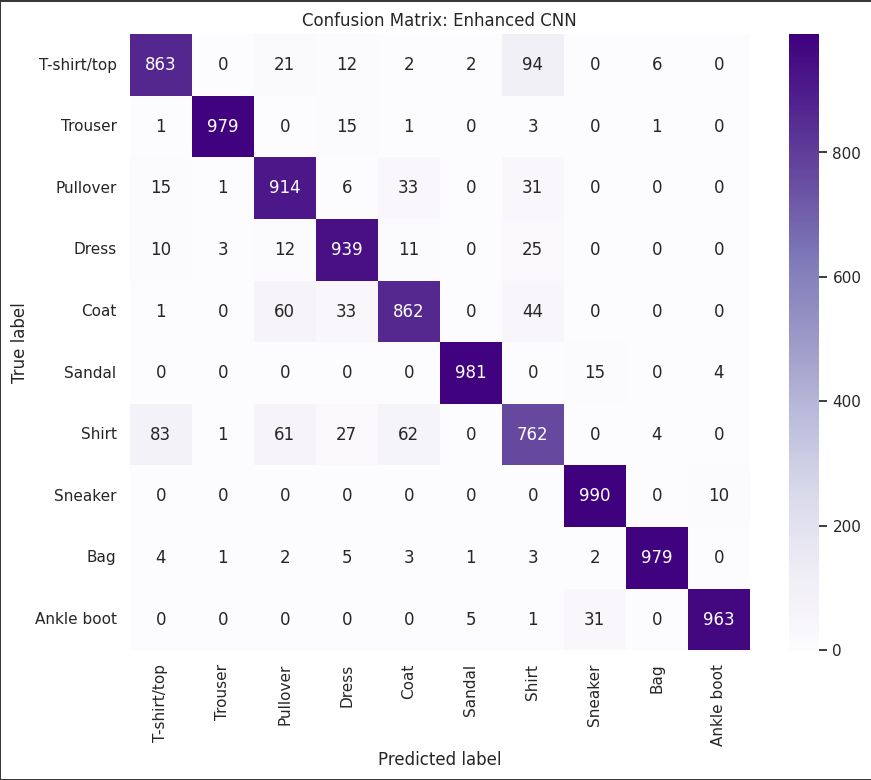 Confusion Matrix: Enhanced CNN
T-shirt/top 863 0 21 12 2 2 94 0 6 0
Trouser 1 979 0 15 1 0 3 0 1 0
Pullover 15 1 914 6 33 0 31 0 0 0
Dress 10 3 12 939 11 0 25 0 0 0
Coat 1 0 60 33 862 0 44 0 0 0
Sandal 0 0 0 0 0 981 0 15 0 4
Shirt 83 1 61 27 62 0 762 0 4 0
Sneaker 0 0 0 0 0 0 0 990 0 10
Bag 4 1 2 5 3 1 3 2 979 0
Ankle boot 0 0 0 0 0 5 1 31 0 963
True label
T-shirt/top Trouser Pullover Dress Coat Sandal Shirt Sneaker Bag Ankle boot
Predicted label
800
600
400
200
0